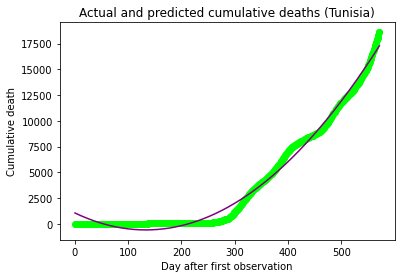 Actual and predicted cumulative deaths (Tunisia)
17500
15000
12500
10000
7500
5000
2500
0
Cumulative death
0 100 200 300 400 500
Day after first observation